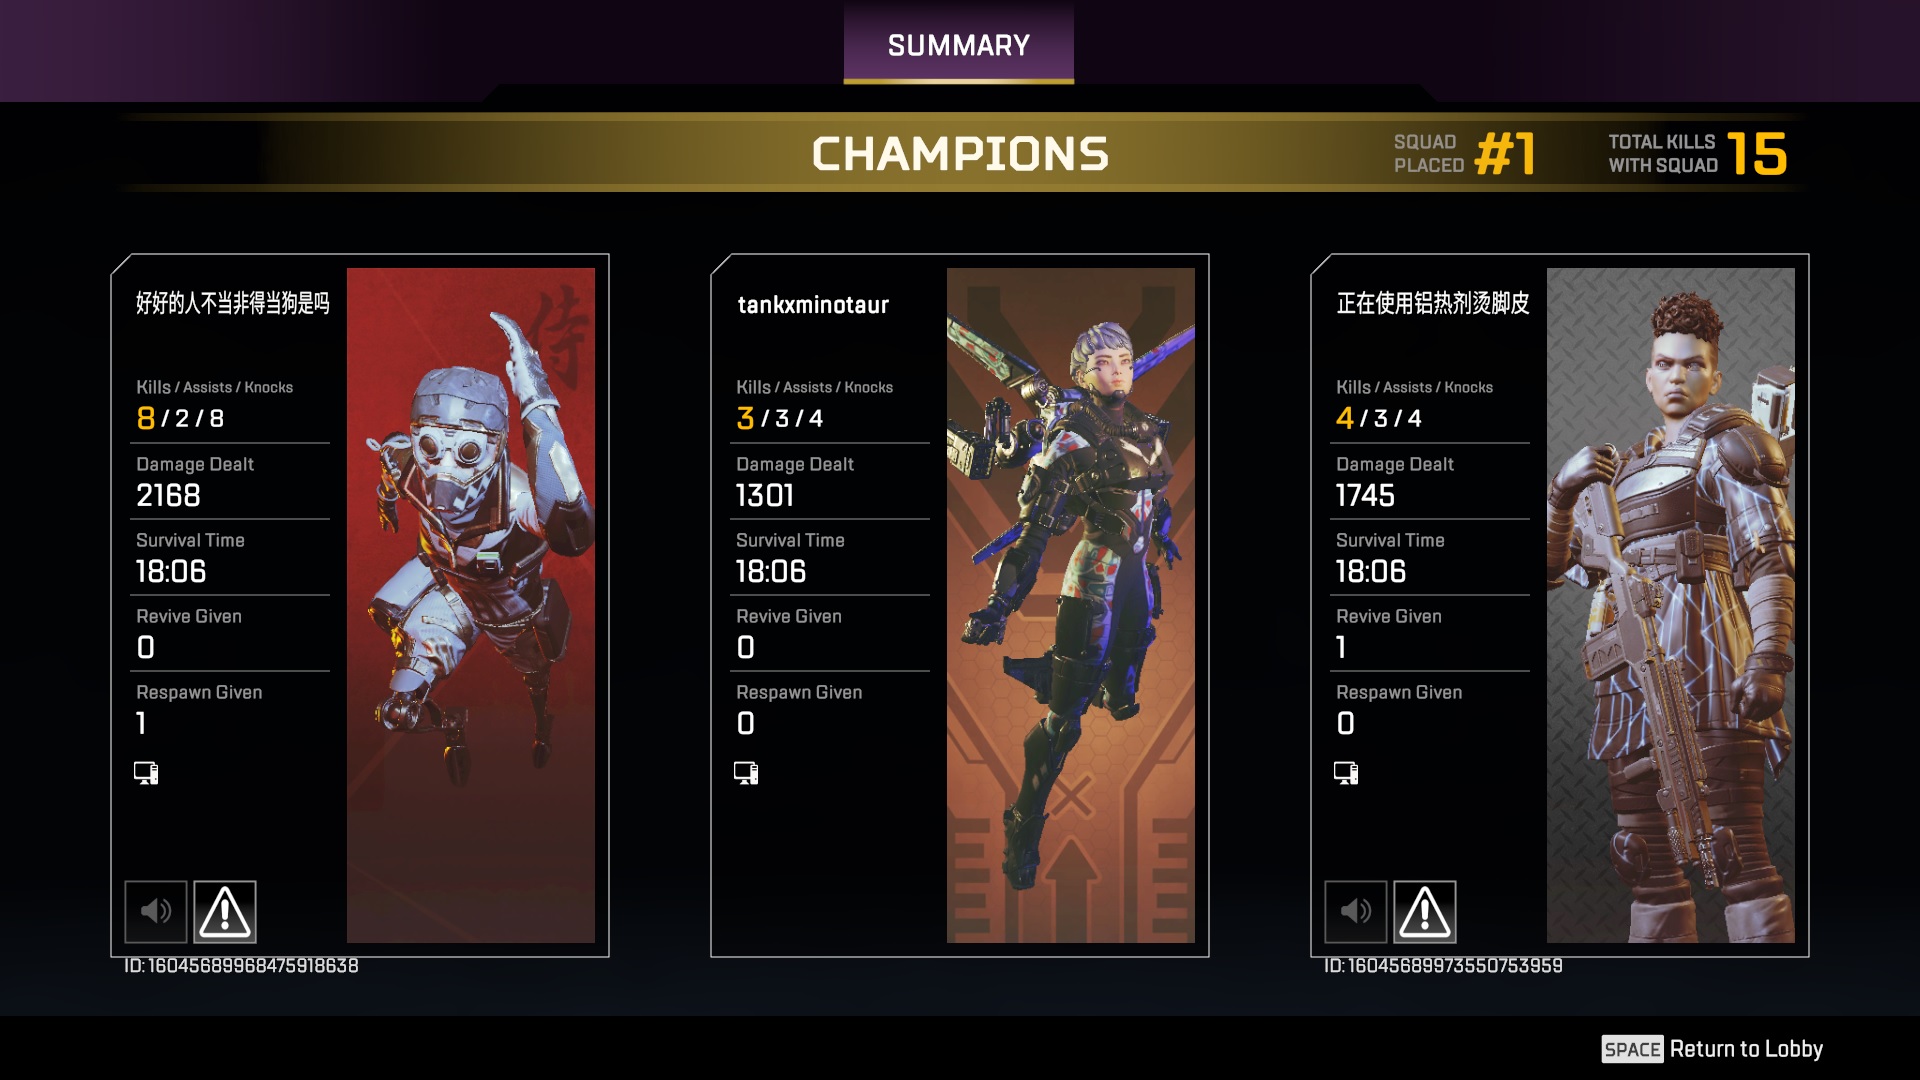 SUMMARY
CHAMPIONS
SQUAD PLACED #1
TOTAL KILLS WITH SQUAD 15
好好的人不当非得当狗是吗
Kills / Assists / Knocks
8 / 2 / 8
Damage Dealt
2168
Survival Time
18:06
Revive Given
0
Respawn Given
1
ID:16045689968475918638
侍
tankxminotaur
Kills / Assists / Knocks
3 / 3 / 4
Damage Dealt
1301
Survival Time
18:06
Revive Given
0
Respawn Given
0
正在使用铝热剂烫脚皮
Kills / Assists / Knocks
4 / 3 / 4
Damage Dealt
1745
Survival Time
18:06
Revive Given
1
Respawn Given
0
ID:16045689973550753959
SPACE Return to Lobby